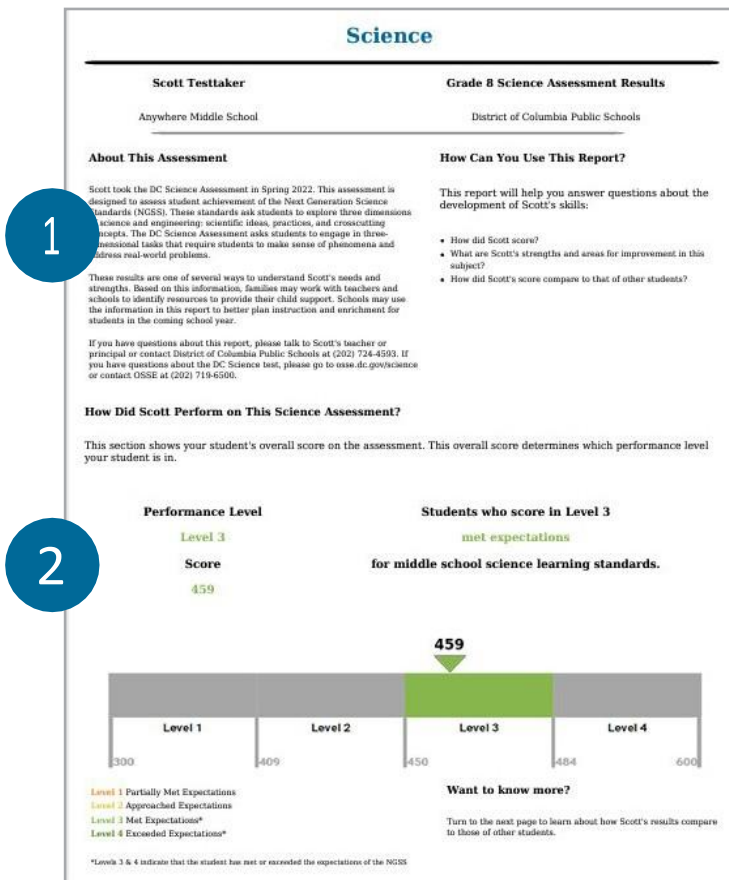 Science
Scott Testtaker
Grade 8 Science Assessment Results
Anywhere Middle School
District of Columbia Public Schools
About This Assessment
Scott took the DC Science Assessment in Spring 2022. This assessment is
designed to assess student achievement of the Next Generation Science
Standards (NGSS). These standards ask students to explore three dimensions
science and engineering: scientific ideas, practices, and crosscutting
The DC Science Assessment asks students to engage in three-
tasks that require students to make sense of phenomena and
address real-world problems.
1
These results are one of several ways to understand Scott's needs and
strengths. Based on this information, families may work with teachers and
schools to identify resources to provide their child support. Schools may use
the information in this report to better plan instruction and enrichment for
students in the coming school year.
If you have questions about this report, please talk to Scott's teacher or
principal or contact District of Columbia Public Schools at (202) 724-4593. If
you have questions about the DC Science test, please go to osse.dc.gov/science
or contact OSSE at (202) 719-6500.
How Can You Use This Report?
This report will help you answer questions about the
development of Scott's skills:
• How did Scott score?
• What are Scott's strengths and areas for improvement in this
subject?
• How did Scott's score compare to that of other students?
How Did Scott Perform on This Science Assessment?
This section shows your student's overall score on the assessment. This overall score determines which performance level
your student is in.
2
Performance Level
Level 3
Score
459
Students who score in Level 3
met expectations
for middle school science learning standards.
459
Level 1 Level 2 Level 3 Level 4
300 409 450 484 600
Level 1 Partially Met Expectations
Level 2 Approached Expectations
Level 3 Met Expectations*
Level 4 Exceeded Expectations*
Want to know more?
Turn to the next page to learn about how Scott's results compare
to those of other students.
*Levels 3 & 4 indicate that the student has met or exceeded the expectations of the NGSS